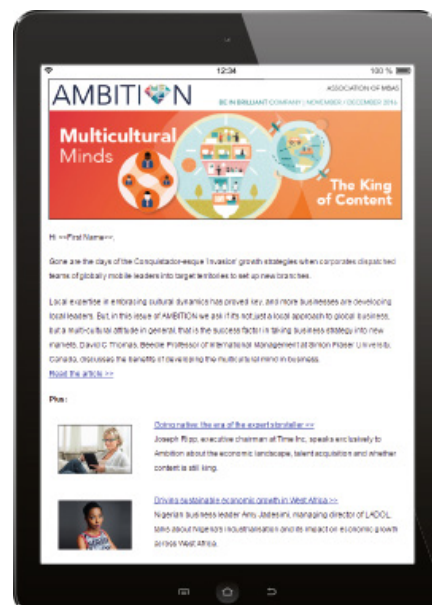 12:34
100 %
AMBITION
ASSOCIATION OF MBAS
BE IN BRILLIANT COMPANY | NOVEMBER / DECEMBER 2016
Multicultural
Minds
The King
of Content
Hi <<First Name>>,
Gone are the days of the Conquistador-esque 'invasion' growth strategies when corporates dispatched
teams of globally mobile leaders into target territories to set up new branches.
Local expertise in embracing cultural dynamics has proved key, and more businesses are developing
local leaders. But, in this issue of AMBITION we ask if it's not just a local approach to global business,
but a multi-cultural attitude in general, that is the success factor in taking business strategy into new
markets. David C Thomas, Beedie Professor of International Management at Simon Fraser University,
Canada, discusses the benefits of developing the multicultural mind in business.
Read the article >>
Plus:
Going native: the era of the expert storyteller >>
Joseph Ripp, executive chairman at Time Inc, speaks exclusively to
Ambition about the economic landscape, talent acquisition and whether
content is still king.
Driving sustainable economic growth in West Africa >>
Nigerian business leader Amy Jadesimi, managing director of LADOL,
talks about Nigeria's industrialisation and its impact on economic growth
across West Africa.